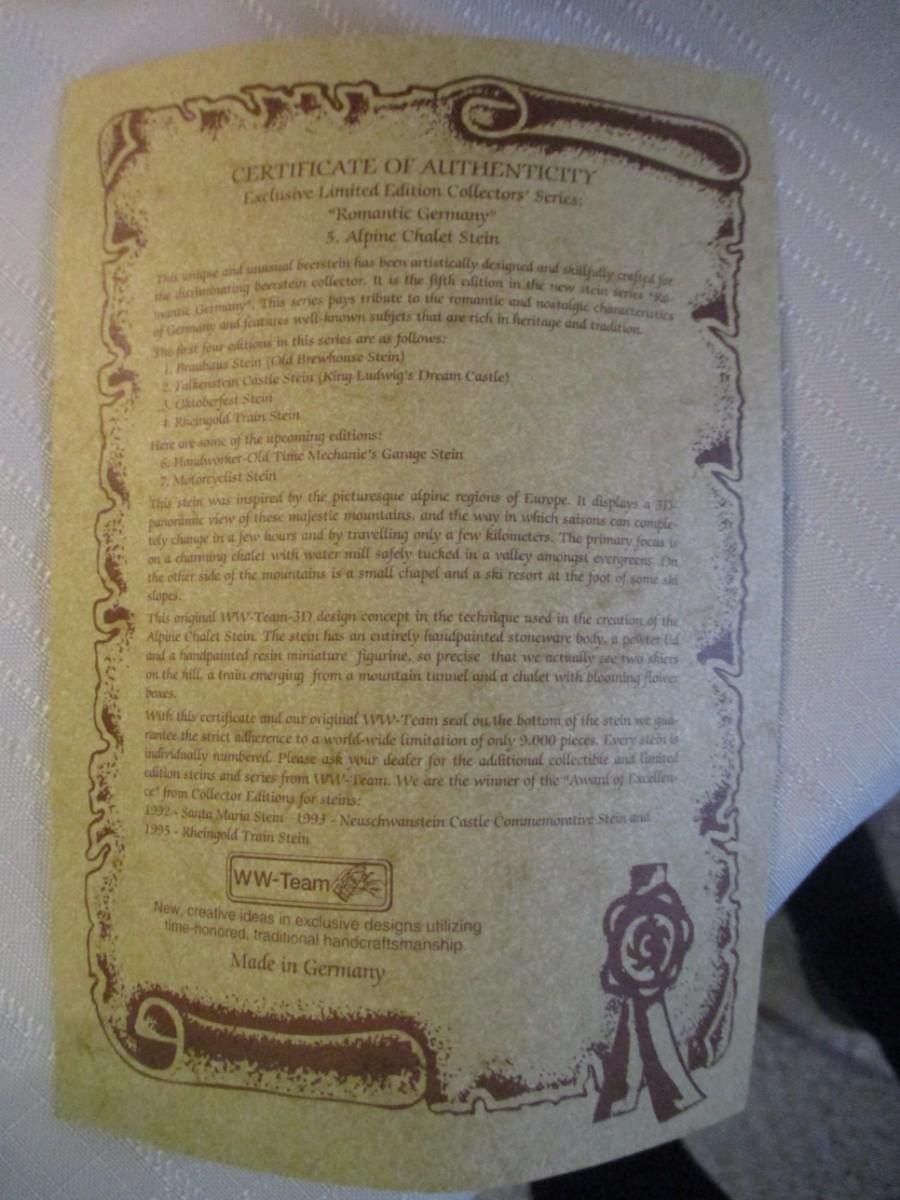 CERTIFICATE OF AUTHENTICITY
Exclusive Limited Edition Collectors' Series:
"Romantic Germany"
5. Alpine Chalet Stein
This unique and unusual beerstein has been artistically designed and skillfully crafted for
the discriminating beerstein collector. It is the fifth edition in the new stein series "Ro-
mantic Germany". This series pays tribute to the romantic and nostalgic characteristics
of Germany and features well-known subjets that are rich in heritage and tradition.
The first four editions in this series are as follows:
1. Brauhaus Stein (Old Brewhouse Stein)
2. Falkenstein Castle Stein (King Ludwig's Dream Castle)
3. Oktoberfest Stein
4. Rheingold Train Stein
Here are some of the upcoming editions:
6. Handworker-Old Time Mechanic's Garage Stein
7. Motorcyclist Stein
This stein was inspired by the picturesque alpine regions of Europe. It displays a 3D-
panoramic view of these majestic mountains, and the way in which saisons can comple-
tely change in a few hours and by travelling only a few kilometers. The primary focus is
on a charming chalet with water mill safely tucked in a valley amongst evergreens. On
the other side of the mountains is a small chapel and a ski resort at the foot of some ski
slopes.
This original WW-Team-3D design concept in the technique used in the creation of the
Alpine Chalet Stein. The stein has an entirely handpainted stoneware body, a pewter lid
and a handpainted resin miniature figurine, so precise that we actually see two skiers
on the hill, a train emerging from a mountain tunnel and a chalet with blooming flower
boxes.
With this certificate and our original WW-Team seal on the bottom of the stein we gua-
rantee the strict adherence to a world-wide limitation of only 9.000 pieces. Every stein is
individually numbered. Please ask your dealer for the additional collectible and limited
edition steins and series from WW-Team. We are the winner of the "Award of Excellen-
ce" from Collector Editions for steins:
1992 - Santa Maria Stein 1993 - Neuschwanstein Castle Commemorative Stein and
1995 - Rheingold Train Stein
WW-Team
New, creative ideas in exclusive designs utilizing
time-honored, traditional handcraftsmanship.
Made in Germany